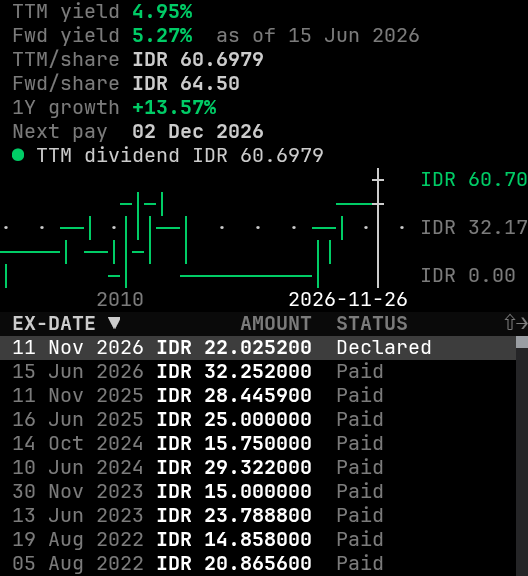 TTM yield 4.95%
Fwd yield 5.27% as of 15 Jun 2026
TTM/share IDR 60.6979
Fwd/share IDR 64.50
1Y growth +13.57%
Next pay 02 Dec 2026
● TTM dividend IDR 60.6979
IDR 60.70
IDR 32.17
IDR 0.00
2010 2026-11-26
EX-DATE ▼ AMOUNT STATUS ⇧→
11 Nov 2026 IDR 22.025200 Declared
15 Jun 2026 IDR 32.252000 Paid
11 Nov 2025 IDR 28.445900 Paid
16 Jun 2025 IDR 25.000000 Paid
14 Oct 2024 IDR 15.750000 Paid
10 Jun 2024 IDR 29.322000 Paid
30 Nov 2023 IDR 15.000000 Paid
13 Jun 2023 IDR 23.788800 Paid
19 Aug 2022 IDR 14.858000 Paid
05 Aug 2022 IDR 20.865600 Paid